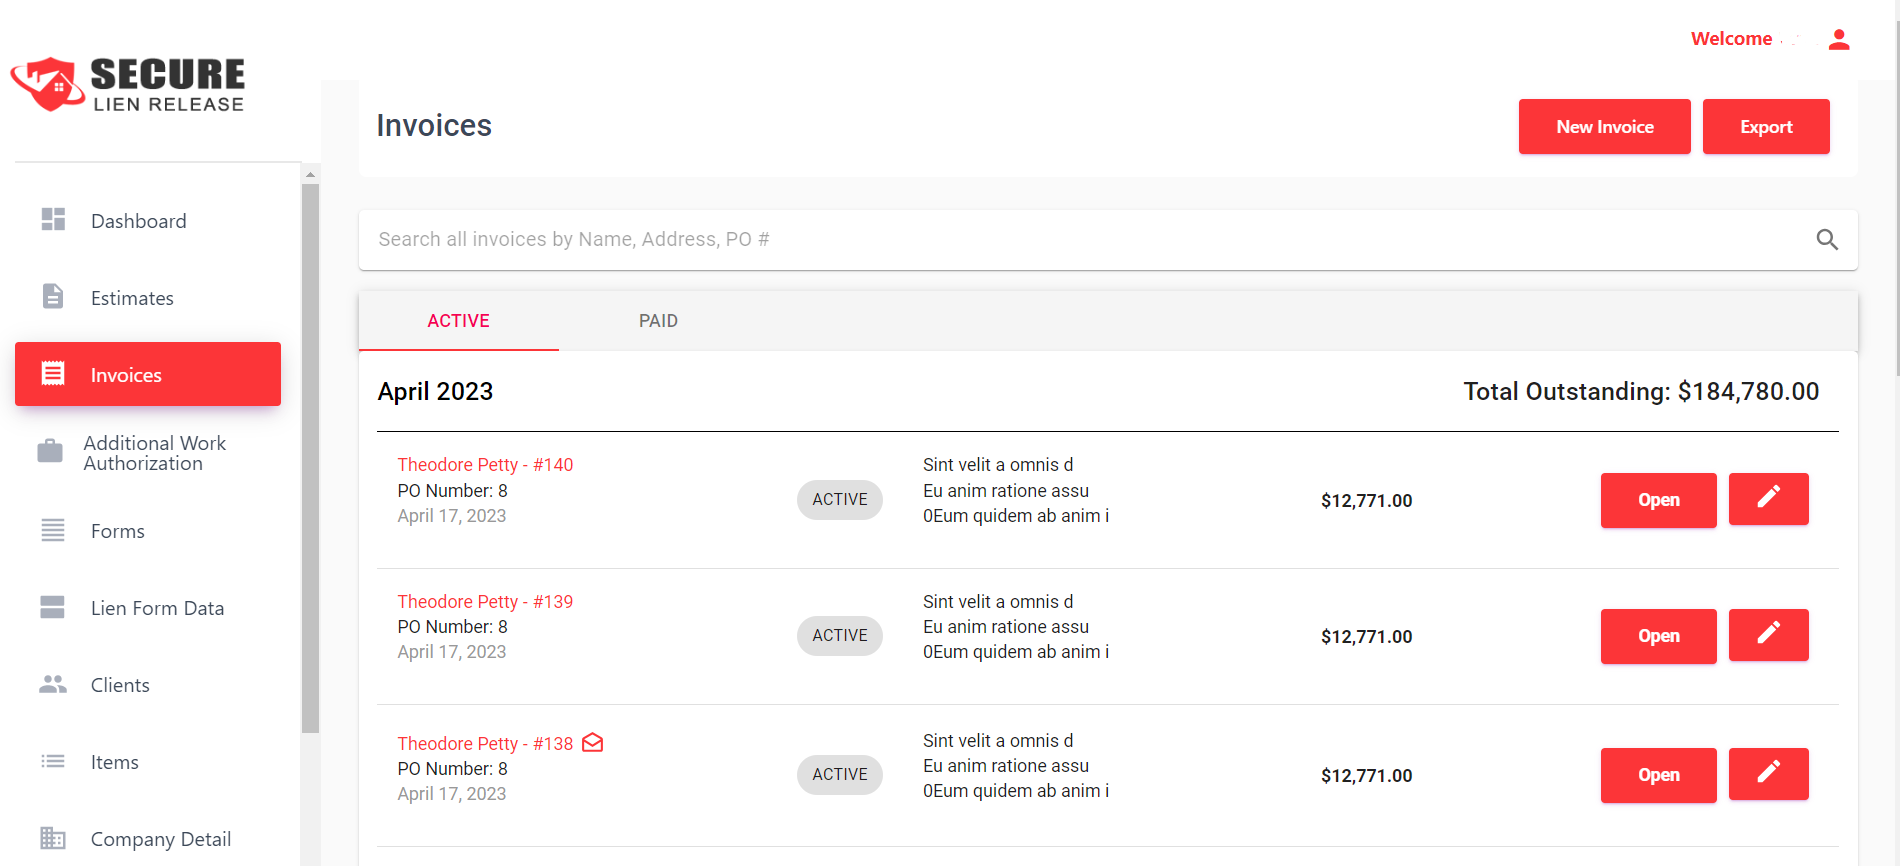 Welcome
SECURE
LIEN RELEASE
Dashboard
Estimates
Invoices
Additional Work
Authorization
Forms
Lien Form Data
Clients
Items
Company Detail
Invoices
New Invoice
Export
Search all invoices by Name, Address, PO #
ACTIVE
PAID
April 2023
Total Outstanding: $184,780.00
Theodore Petty - #140
PO Number: 8
April 17, 2023
ACTIVE
Sint velit a omnis d
Eu anim ratione assu
0Eum quidem ab anim i
$12,771.00
Open
Theodore Petty - #139
PO Number: 8
April 17, 2023
ACTIVE
Sint velit a omnis d
Eu anim ratione assu
0Eum quidem ab anim i
$12,771.00
Open
Theodore Petty - #138
PO Number: 8
April 17, 2023
ACTIVE
Sint velit a omnis d
Eu anim ratione assu
0Eum quidem ab anim i
$12,771.00
Open